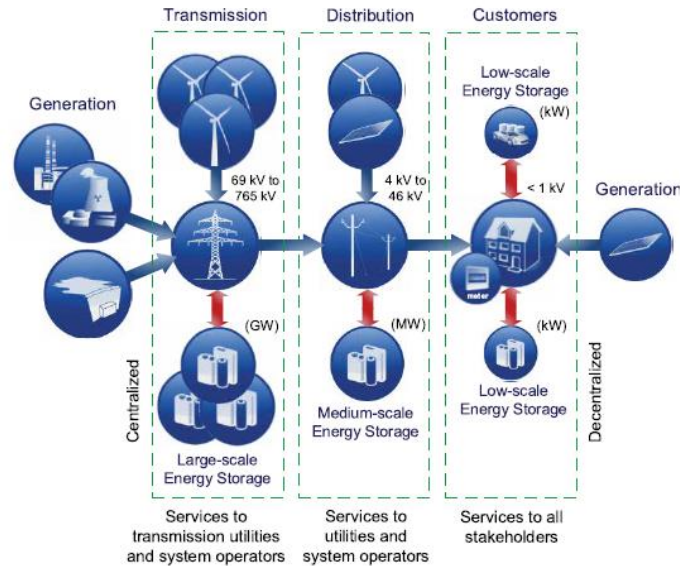 Transmission
Distribution
Customers
Generation
69 kV to
765 kV
(GW)
Large-scale
Energy Storage
Centralized
4 kV to
46 kV
(MW)
Medium-scale
Energy Storage
Low-scale
Energy Storage
(kW)
< 1 kV
meter
(kW)
Low-scale
Energy Storage
Generation
Decentralized
Services to
transmission utilities
and system operators
Services to
utilities and
system operators
Services to all
stakeholders